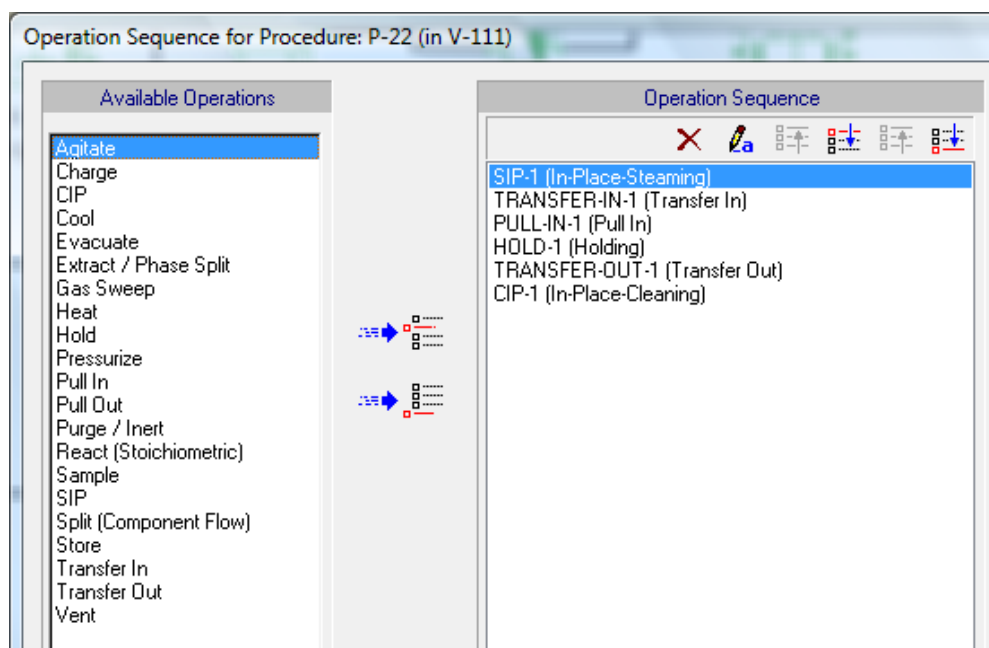 Operation Sequence for Procedure: P-22 (in V-111)
Available Operations
Agitate
Charge
CIP
Cool
Evacuate
Extract / Phase Split
Gas Sweep
Heat
Hold
Pressurize
Pull In
Pull Out
Purge / Inert
React (Stoichiometric)
Sample
SIP
Split (Component Flow)
Store
Transfer In
Transfer Out
Vent
Operation Sequence
a
SIP-1 (In-Place-Steaming)
TRANSFER-IN-1 (Transfer In)
PULL-IN-1 (Pull In)
HOLD-1 (Holding)
TRANSFER-OUT-1 (Transfer Out)
CIP-1 (In-Place-Cleaning)